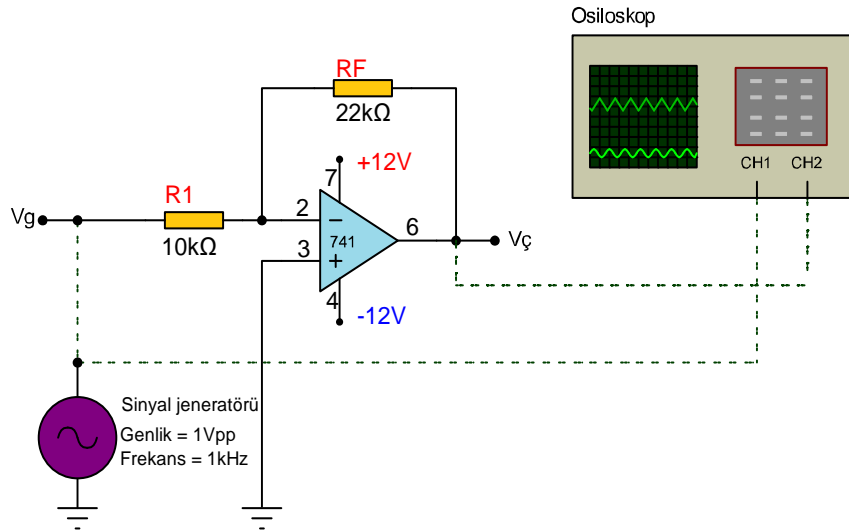 Osiloskop
RF
22kΩ
+12V
CH1 CH2
7
R1
Vg
2
6
741
Vç
10kΩ
3
4
-12V
Sinyal jeneratörü
Genlik = 1Vpp
Frekans = 1kHz